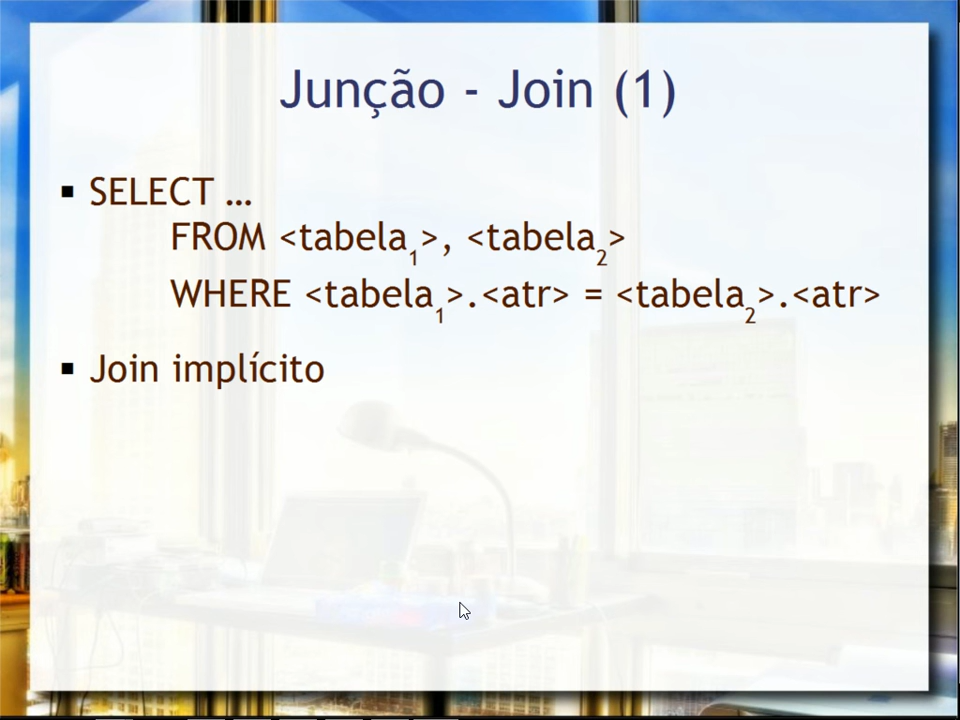 Junção - Join (1)
▪ SELECT …
FROM <tabela₁>, <tabela₂>
WHERE <tabela₁>.<atr> = <tabela₂>.<atr>
▪ Join implícito